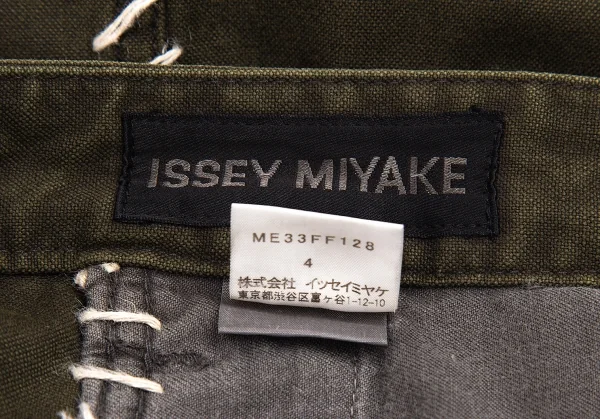 ISSEY MIYAKE
ME33FF128
4
株式会社 イッセイミヤケ
東京都渋谷区富ヶ谷1-12-10